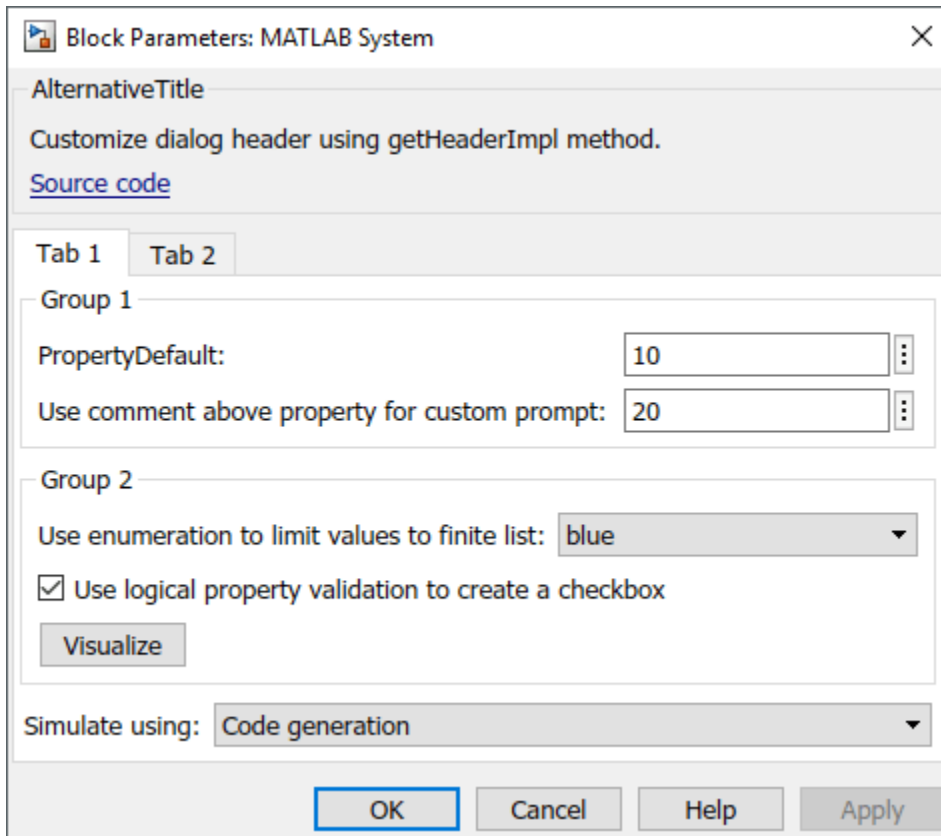 Block Parameters: MATLAB System
AlternativeTitle
Customize dialog header using getHeaderImpl method.
Source code
Tab 1 Tab 2
Group 1
PropertyDefault: 10
Use comment above property for custom prompt: 20
Group 2
Use enumeration to limit values to finite list: blue
Use logical property validation to create a checkbox
Visualize
Simulate using: Code generation
OK Cancel Help Apply